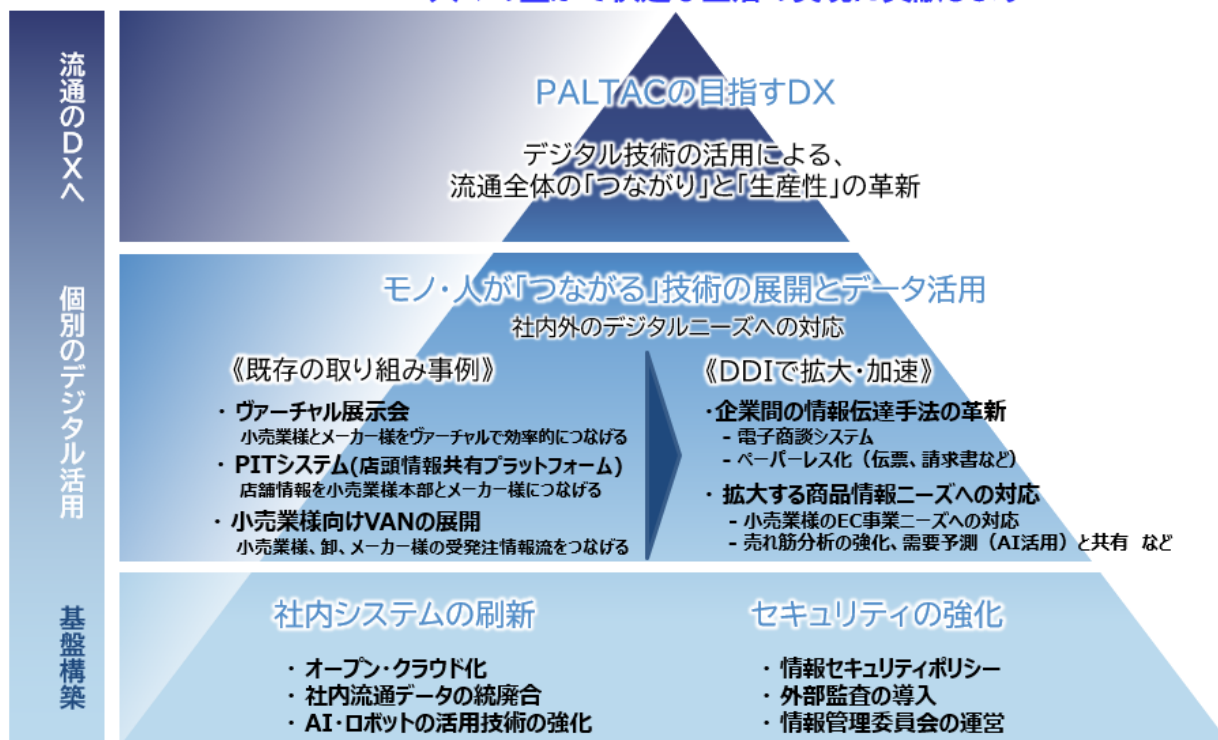 流通のDXへ
PALTACの目指すDX
デジタル技術の活用による、
流通全体の「つながり」と「生産性」の革新
個別のデジタル活用
モノ・人が「つながる」技術の展開とデータ活用
社内外のデジタルニーズへの対応
《既存の取り組み事例》
・ ヴァーチャル展示会
小売業様とメーカー様をヴァーチャルで効率的につなげる
・ PITシステム(店頭情報共有プラットフォーム)
店舗情報を小売業様本部とメーカー様につなげる
・ 小売業様向けVANの展開
小売業様、卸、メーカー様の受発注情報流をつなげる
《DDIで拡大・加速》
・企業間の情報伝達手法の革新
- 電子商談システム
- ペーパーレス化（伝票、請求書など）
・ 拡大する商品情報ニーズへの対応
- 小売業様のEC事業ニーズへの対応
- 売れ筋分析の強化、需要予測（AI活用）と共有 など
基盤構築
社内システムの刷新
・ オープン・クラウド化
・ 社内流通データの統廃合
・ AI・ロボットの活用技術の強化
セキュリティの強化
・ 情報セキュリティポリシー
・ 外部監査の導入
・ 情報管理委員会の運営